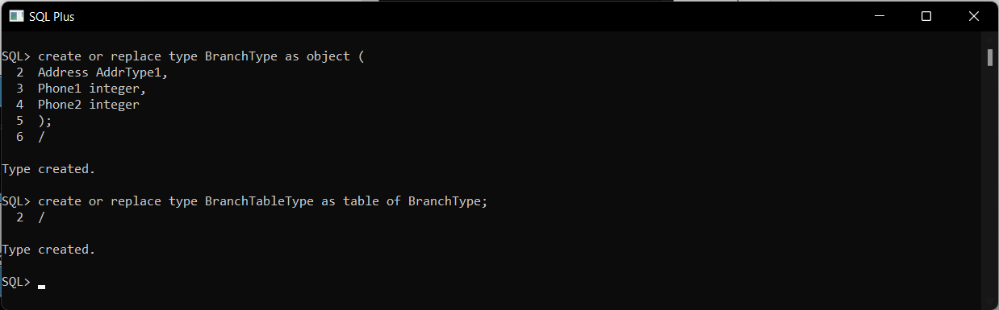 SQL Plus
SQL> create or replace type BranchType as object (
2 Address AddrType1,
3 Phone1 integer,
4 Phone2 integer
5 );
6 /
Type created.
SQL> create or replace type BranchTableType as table of BranchType;
2 /
Type created.
SQL>